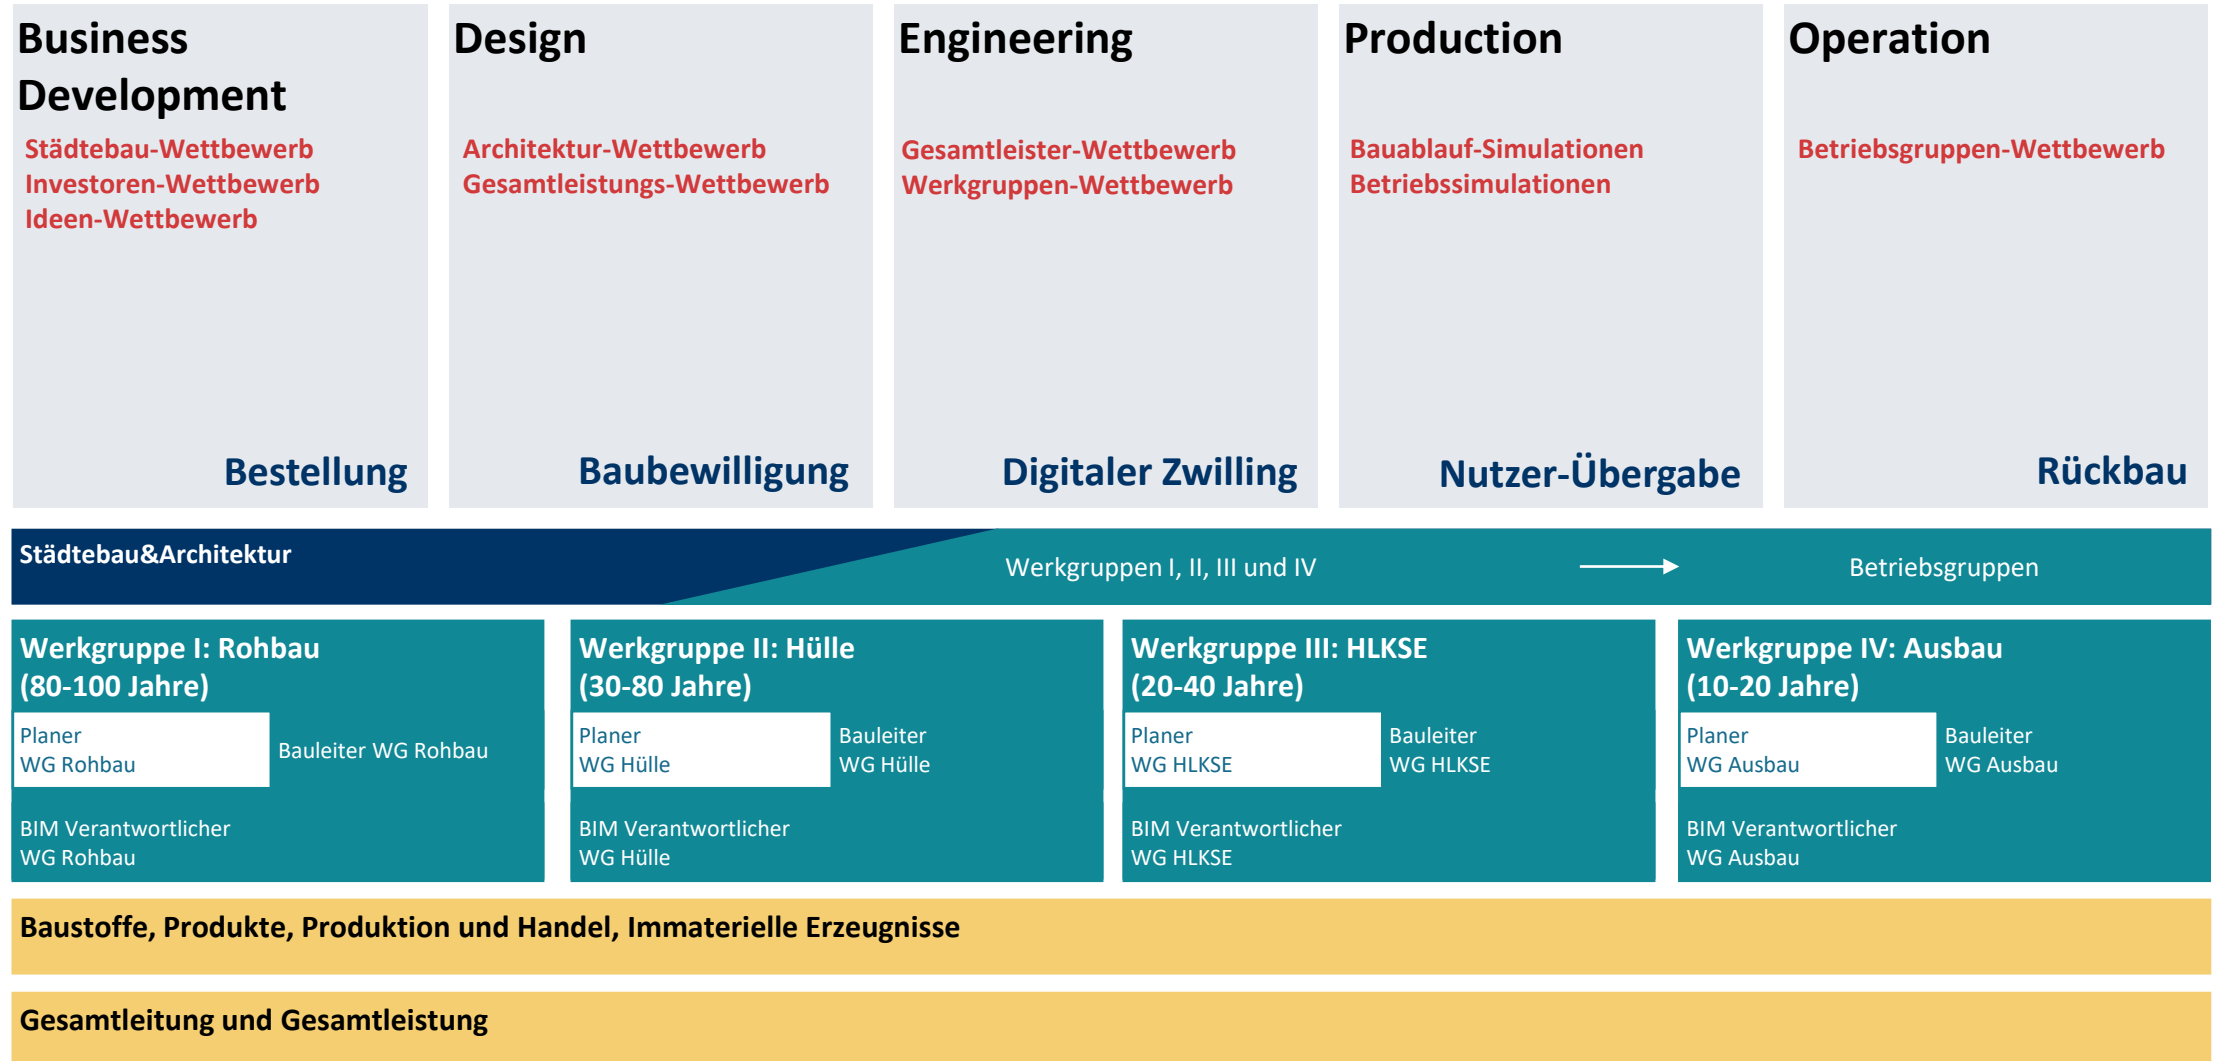 Business
Development
Städtebau-Wettbewerb
Investoren-Wettbewerb
Ideen-Wettbewerb
Bestellung
Design
Architektur-Wettbewerb
Gesamtleistungs-Wettbewerb
Baubewilligung
Engineering
Gesamtleister-Wettbewerb
Werkgruppen-Wettbewerb
Digitaler Zwilling
Production
Bauablauf-Simulationen
Betriebssimulationen
Nutzer-Übergabe
Operation
Betriebsgruppen-Wettbewerb
Rückbau
Städtebau&Architektur
Werkgruppen I, II, III und IV
Betriebsgruppen
Werkgruppe I: Rohbau
(80-100 Jahre)
Planer
WG Rohbau
Bauleiter WG Rohbau
BIM Verantwortlicher
WG Rohbau
Werkgruppe II: Hülle
(30-80 Jahre)
Planer
WG Hülle
Bauleiter
WG Hülle
BIM Verantwortlicher
WG Hülle
Werkgruppe III: HLKSE
(20-40 Jahre)
Planer
WG HLKSE
Bauleiter
WG HLKSE
BIM Verantwortlicher
WG HLKSE
Werkgruppe IV: Ausbau
(10-20 Jahre)
Planer
WG Ausbau
Bauleiter
WG Ausbau
BIM Verantwortlicher
WG Ausbau
Baustoffe, Produkte, Produktion und Handel, Immaterielle Erzeugnisse
Gesamtleitung und Gesamtleistung